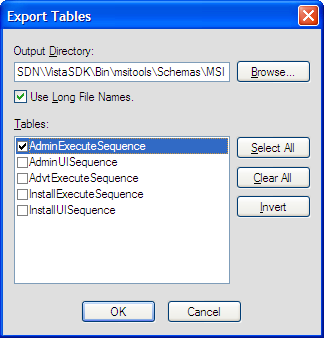 Export Tables
Output Directory:
SDN\VistaSDK\Bin\msitools\Schemas\MSI
Browse...
Use Long File Names.
Tables:
AdminExecuteSequence
AdminUISequence
AdvtExecuteSequence
InstallExecuteSequence
InstallUISequence
Select All
Clear All
Invert
OK
Cancel